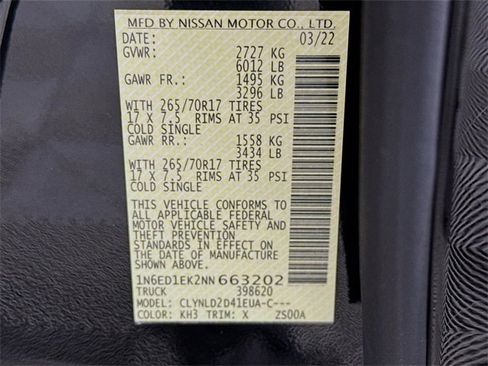 MFD BY NISSAN MOTOR CO., LTD.
DATE: 03/22
GVWR: 2727 KG
6012 LB
GAWR FR.: 1495 KG
3296 LB
WITH 265/70R17 TIRES
17 X 7.5 RIMS AT 35 PSI
COLD SINGLE
GAWR RR.: 1558 KG
3434 LB
WITH 265/70R17 TIRES
17 X 7.5 RIMS AT 35 PSI
COLD SINGLE
THIS VEHICLE CONFORMS TO
ALL APPLICABLE FEDERAL
MOTOR VEHICLE SAFETY
AND THEFT PREVENTION
STANDARDS IN EFFECT ON
THE DATE OF MANUFACTURE
SHOWN ABOVE.
1N6ED1EK2NN663202
TRUCK 398620
MODEL: CLYNLD2D41EUA-C---
COLOR: KH3 TRIM: X ZS00A